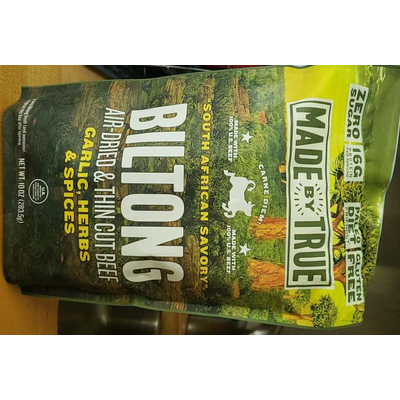 ZERO
SUGAR
16G
GLUTEN
FREE
MADE BY TRUE
CARNE DIEM
MADE WITH
100% U.S. BEEF
MADE WITH
100% U.S. BEEF
"SOUTH AFRICAN SAVORY"
BILTONG
AIR-DRIED & THIN CUT BEEF
GARLIC, HERBS
& SPICES
NET WT. 10 OZ (283.5g)